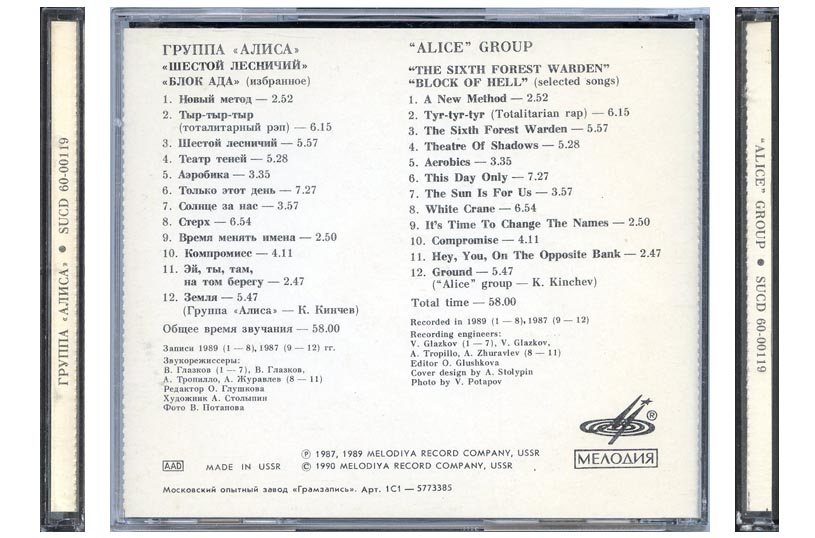 ГРУППА «АЛИСА» ● SUCD 60-00119
ГРУППА «АЛИСА»
«ШЕСТОЙ ЛЕСНИЧИЙ»
«БЛОК АДА» (избранное)
1. Новый метод — 2.52
2. Тыр-тыр-тыр
(тоталитарный рэп) — 6.15
3. Шестой лесничий — 5.57
4. Театр теней — 5.28
5. Аэробика — 3.35
6. Только этот день — 7.27
7. Солнце за нас — 3.57
8. Стерх — 6.54
9. Время менять имена — 2.50
10. Компромисс — 4.11
11. Эй, ты, там,
на том берегу — 2.47
12. Земля — 5.47
(Группа «Алиса» — К. Кинчев)
Общее время звучания — 58.00
Записи 1989 (1 — 8), 1987 (9 — 12) гг.
Звукорежиссеры:
В. Глазков (1 — 7), В. Глазков,
А. Тропилло, А. Журавлев (8 — 11)
Редактор О. Глушкова
Художник А. Столыпин
Фото В. Потапова
"ALICE" GROUP
"THE SIXTH FOREST WARDEN"
"BLOCK OF HELL" (selected songs)
1. A New Method — 2.52
2. Tyr-tyr-tyr (Totalitarian rap) — 6.15
3. The Sixth Forest Warden — 5.57
4. Theatre Of Shadows — 5.28
5. Aerobics — 3.35
6. This Day Only — 7.27
7. The Sun Is For Us — 3.57
8. White Crane — 6.54
9. It's Time To Change The Names — 2.50
10. Compromise — 4.11
11. Hey, You, On The Opposite Bank — 2.47
12. Ground — 5.47
("Alice" group — K. Kinchev)
Total time — 58.00
Recorded in 1989 (1 — 8), 1987 (9 — 12)
Recording engineers:
V. Glazkov (1 — 7), V. Glazkov,
A. Tropillo, A. Zhuravlev (8 — 11)
Editor O. Glushkova
Cover design by A. Stolypin
Photo by V. Potapov
®
МЕЛОДИЯ
AAD MADE IN USSR
℗ 1987, 1989 MELODIYA RECORD COMPANY, USSR
© 1990 MELODIYA RECORD COMPANY, USSR
Московский опытный завод «Грамзапись». Арт. 1С1 — 5773385
"ALICE" GROUP ● SUCD 60-00119